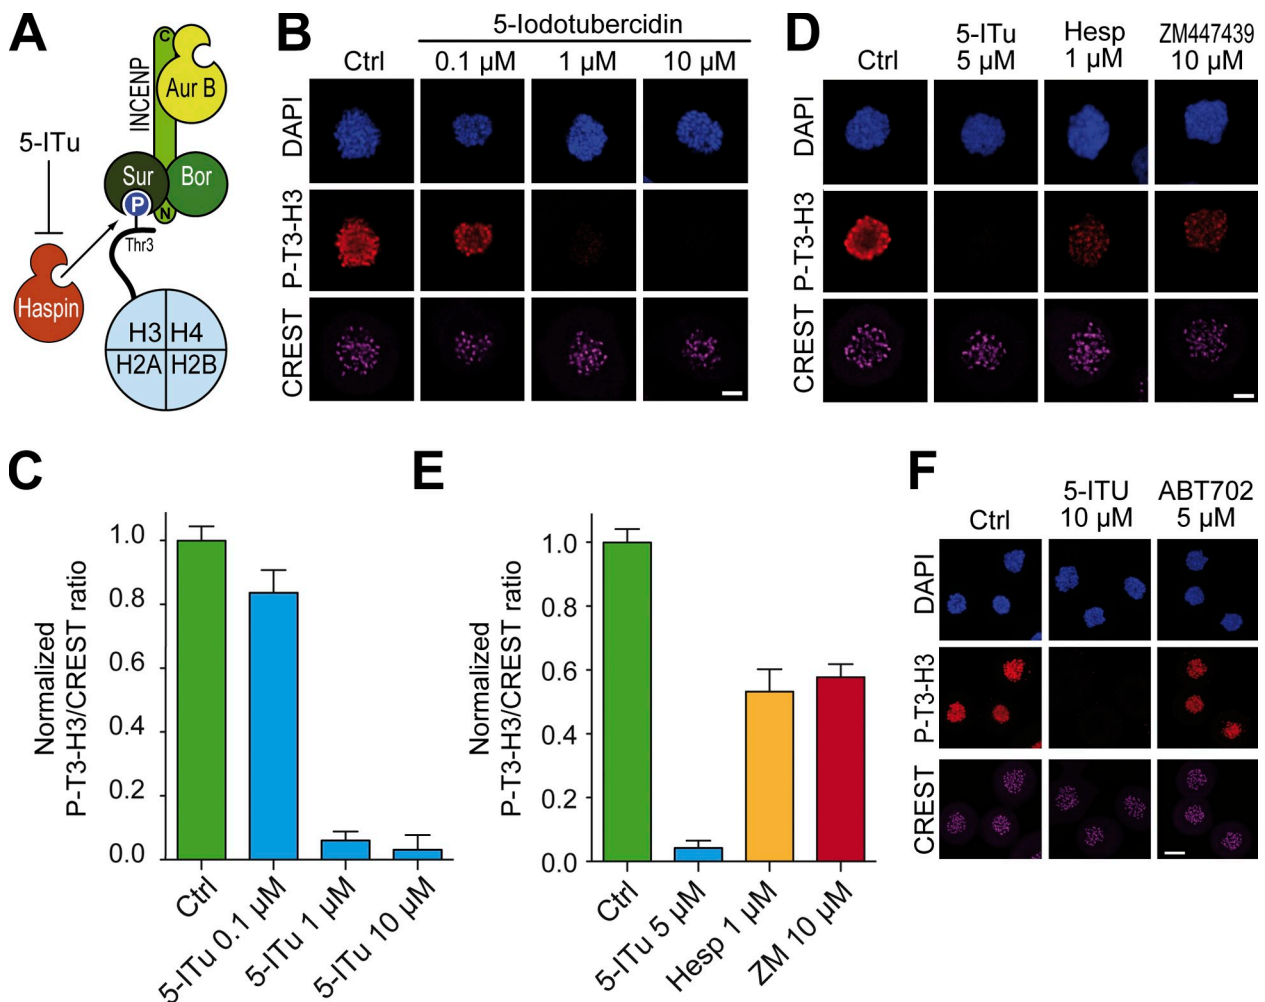 A
C
INCENP
Aur B
5-ITu
Sur
Bor
P
N
Thr3
Haspin
H3 H4
H2A H2B
B
5-Iodotubercidin
Ctrl
0.1 µM
1 µM
10 µM
DAPI
P-T3-H3
CREST
D
Ctrl
5-ITu
5 µM
Hesp
1 µM
ZM447439
10 µM
DAPI
P-T3-H3
CREST
C
Normalized
P-T3-H3/CREST ratio
1.0
0.8
0.6
0.4
0.2
0.0
Ctrl
5-ITu 0.1 µM
5-ITu 1 µM
5-ITu 10 µM
E
Normalized
P-T3-H3/CREST ratio
1.0
0.8
0.6
0.4
0.2
0.0
Ctrl
5-ITu 5 µM
Hesp 1 µM
ZM 10 µM
F
Ctrl
5-ITU
10 µM
ABT702
5 µM
DAPI
P-T3-H3
CREST